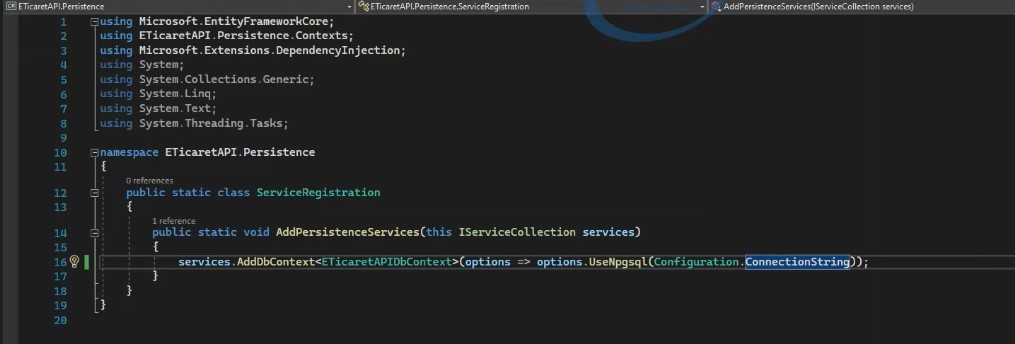 ETicaretAPI.Persistence ETicaretAPI.Persistence.ServiceRegistration AddPersistenceServices(IServiceCollection services)
1 using Microsoft.EntityFrameworkCore;
2 using ETicaretAPI.Persistence.Contexts;
3 using Microsoft.Extensions.DependencyInjection;
4 using System;
5 using System.Collections.Generic;
6 using System.Linq;
7 using System.Text;
8 using System.Threading.Tasks;
9
10 namespace ETicaretAPI.Persistence
11 {
0 references
12 public static class ServiceRegistration
13 {
1 reference
14 public static void AddPersistenceServices(this IServiceCollection services)
15 {
16 services.AddDbContext<ETicaretAPIDbContext>(options => options.UseNpgsql(Configuration.ConnectionString));
17 }
18 }
19 }
20